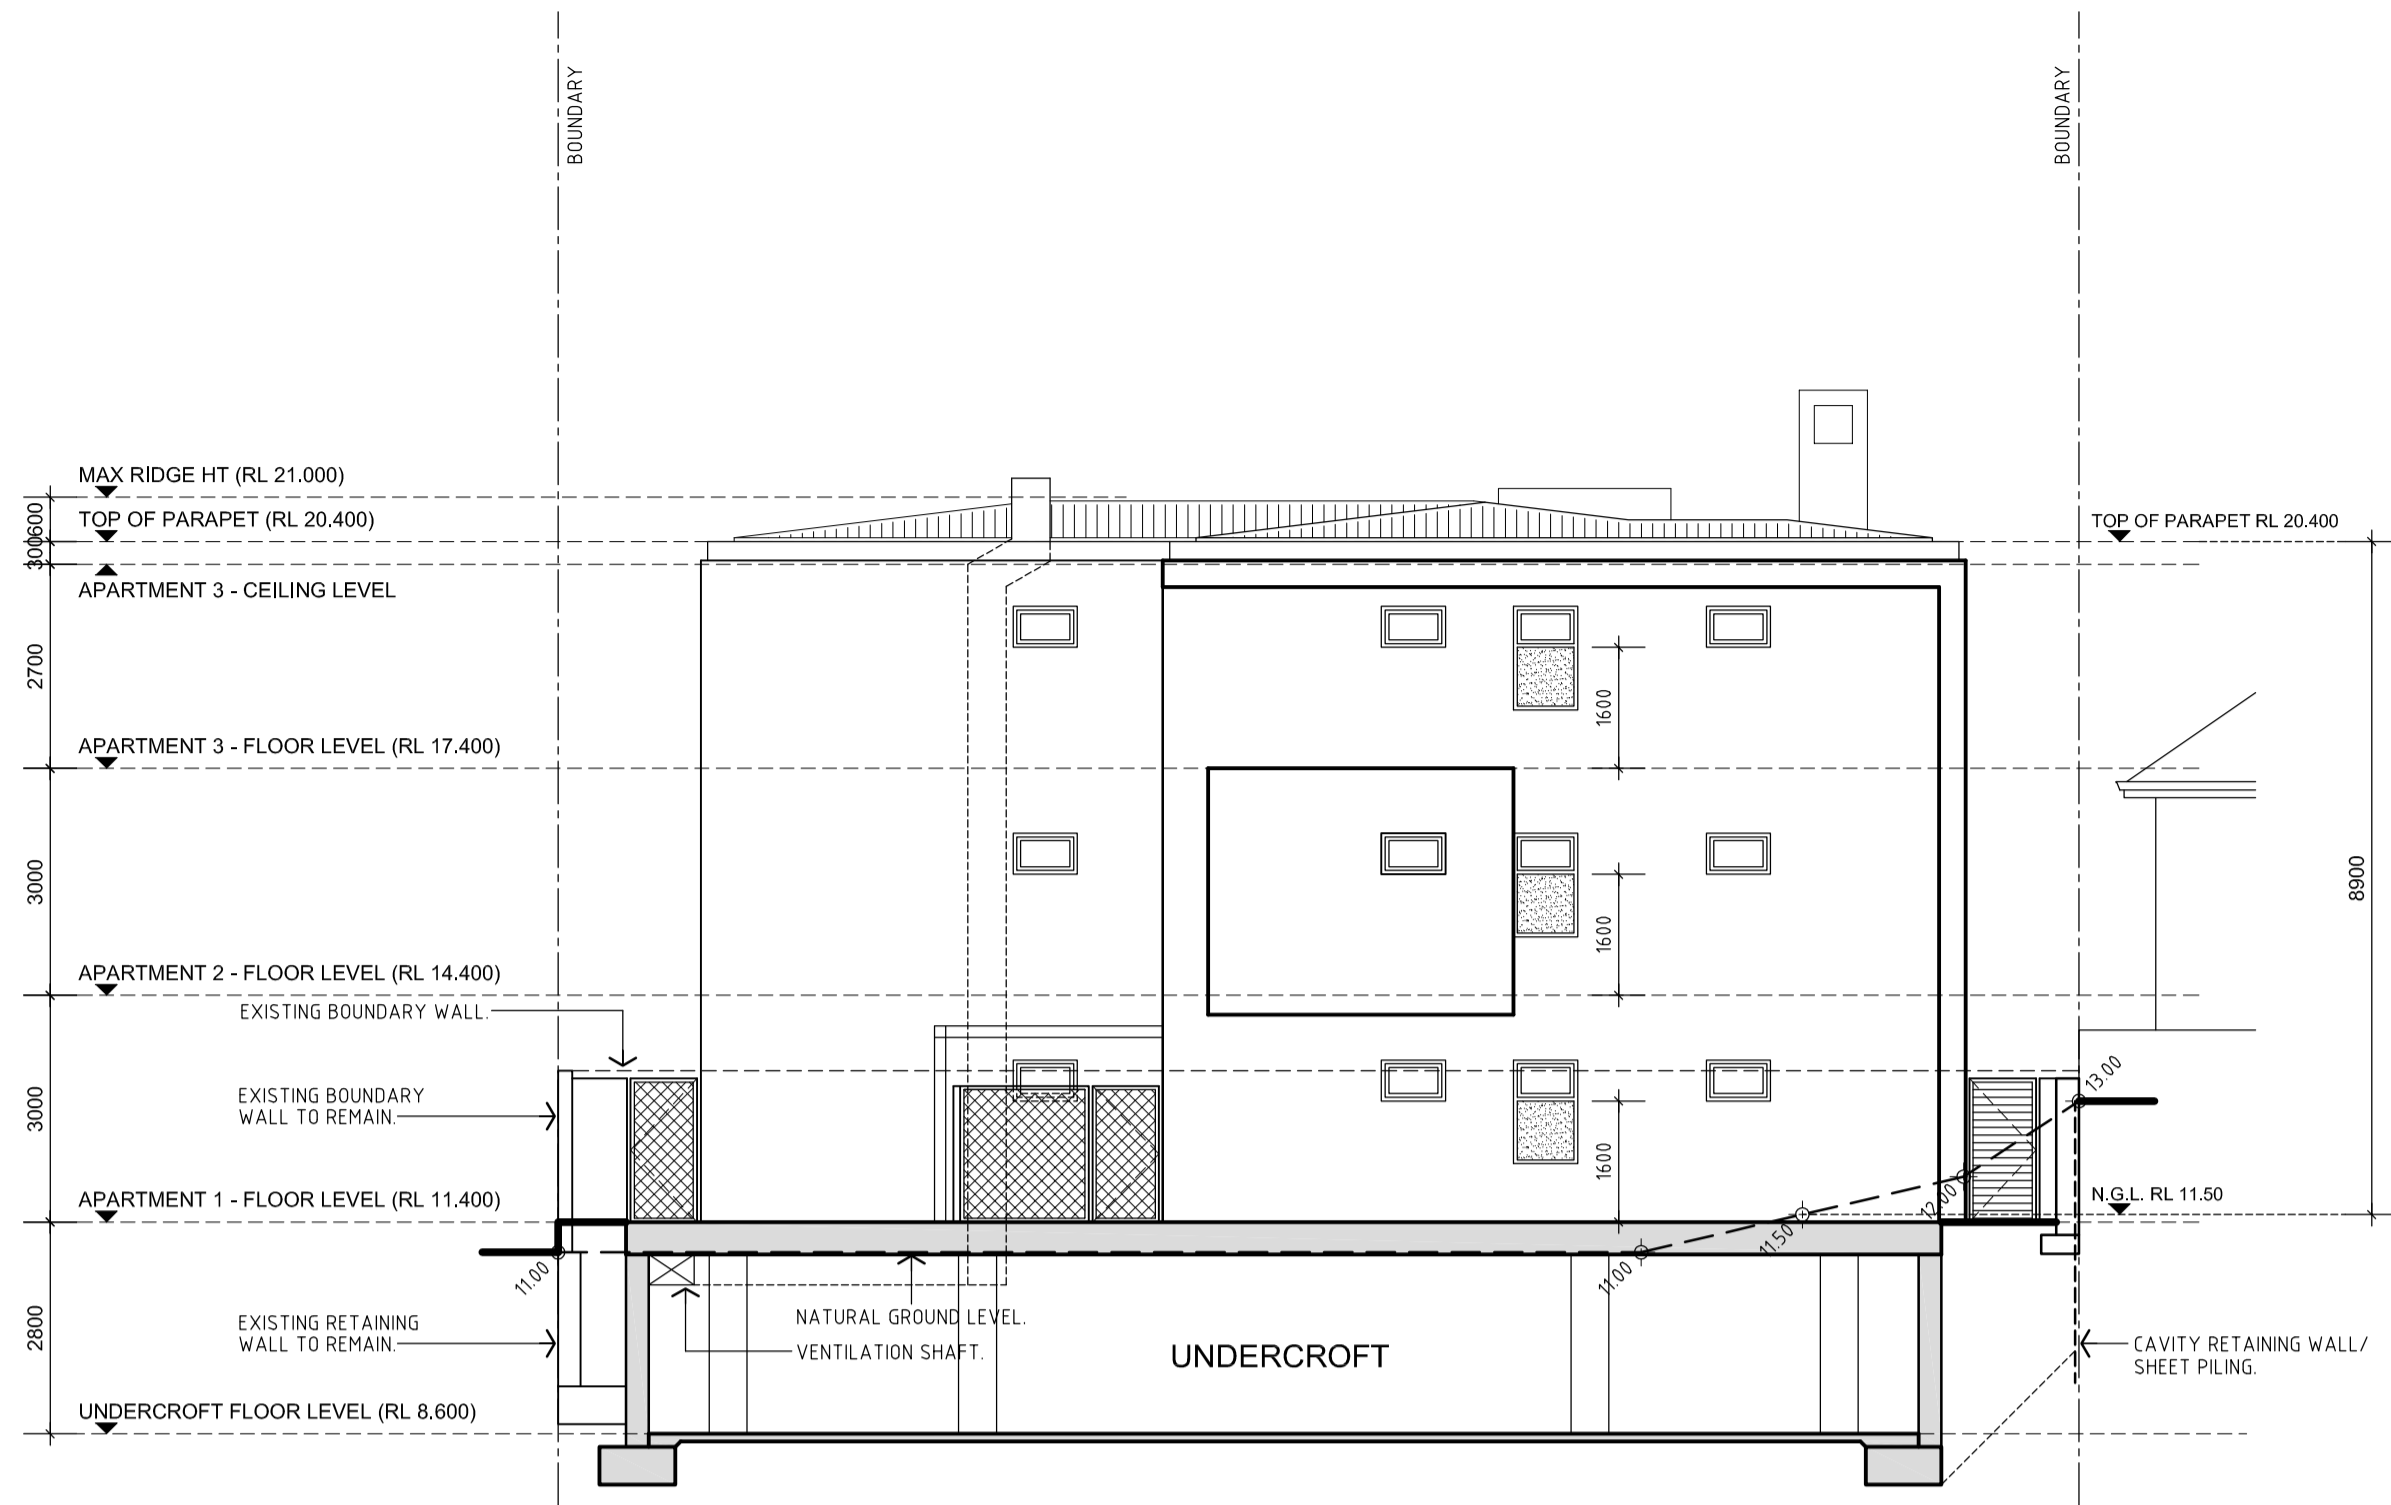 BOUNDARY
BOUNDARY
MAX RIDGE HT (RL 21.000)
600
TOP OF PARAPET (RL 20.400)
TOP OF PARAPET RL 20.400
300
APARTMENT 3 - CEILING LEVEL
2700
1600
APARTMENT 3 - FLOOR LEVEL (RL 17.400)
3000
8900
1600
APARTMENT 2 - FLOOR LEVEL (RL 14.400)
EXISTING BOUNDARY WALL.
13.00
EXISTING BOUNDARY
WALL TO REMAIN.
3000
1600
APARTMENT 1 - FLOOR LEVEL (RL 11.400)
12.00
N.G.L. RL 11.50
11.50
11.00
11.00
2800
EXISTING RETAINING
WALL TO REMAIN.
NATURAL GROUND LEVEL.
VENTILATION SHAFT.
UNDERCROFT
CAVITY RETAINING WALL/
SHEET PILING.
UNDERCROFT FLOOR LEVEL (RL 8.600)